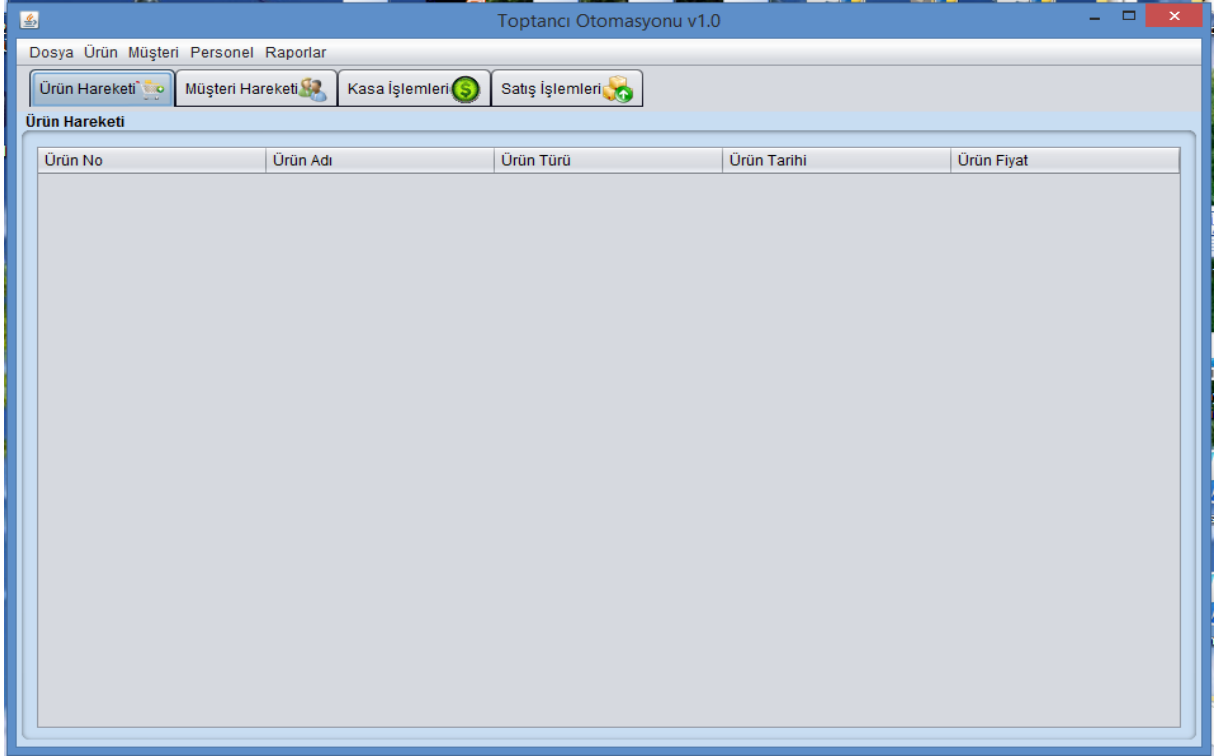 Toptancı Otomasyonu v1.0
Dosya Ürün Müşteri Personel Raporlar
Ürün Hareketi Müşteri Hareketi Kasa İşlemleri Satış İşlemleri
Ürün Hareketi
Ürün No Ürün Adı Ürün Türü Ürün Tarihi Ürün Fiyat